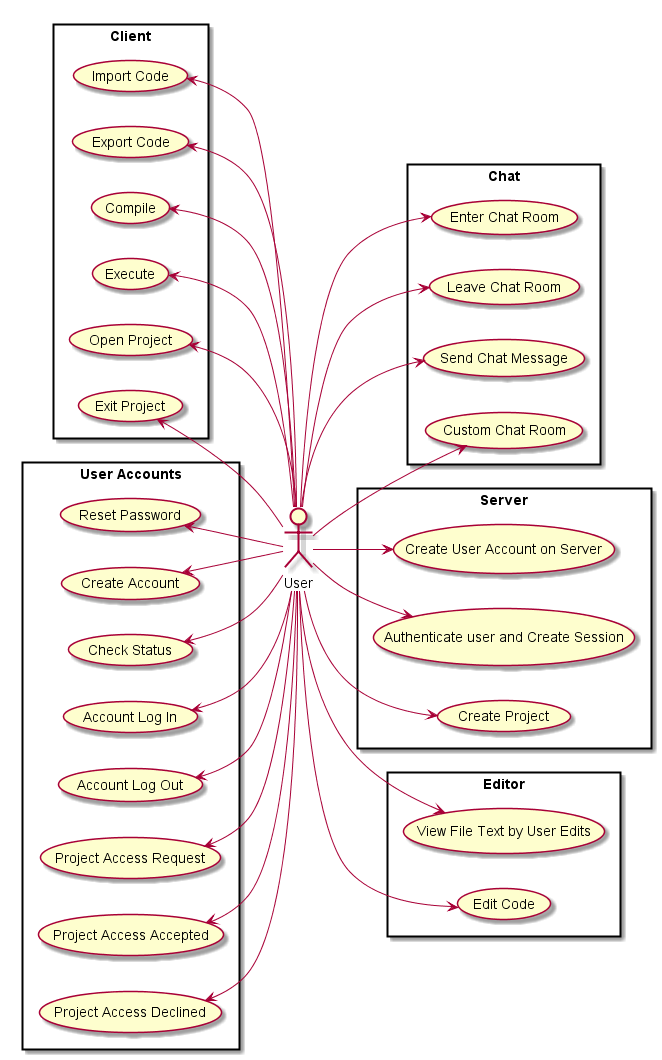 Client
Import Code
Export Code
Compile
Execute
Open Project
Exit Project
User Accounts
Reset Password
Create Account
Check Status
Account Log In
Account Log Out
Project Access Request
Project Access Accepted
Project Access Declined
User
Chat
Enter Chat Room
Leave Chat Room
Send Chat Message
Custom Chat Room
Server
Create User Account on Server
Authenticate user and Create Session
Create Project
Editor
View File Text by User Edits
Edit Code